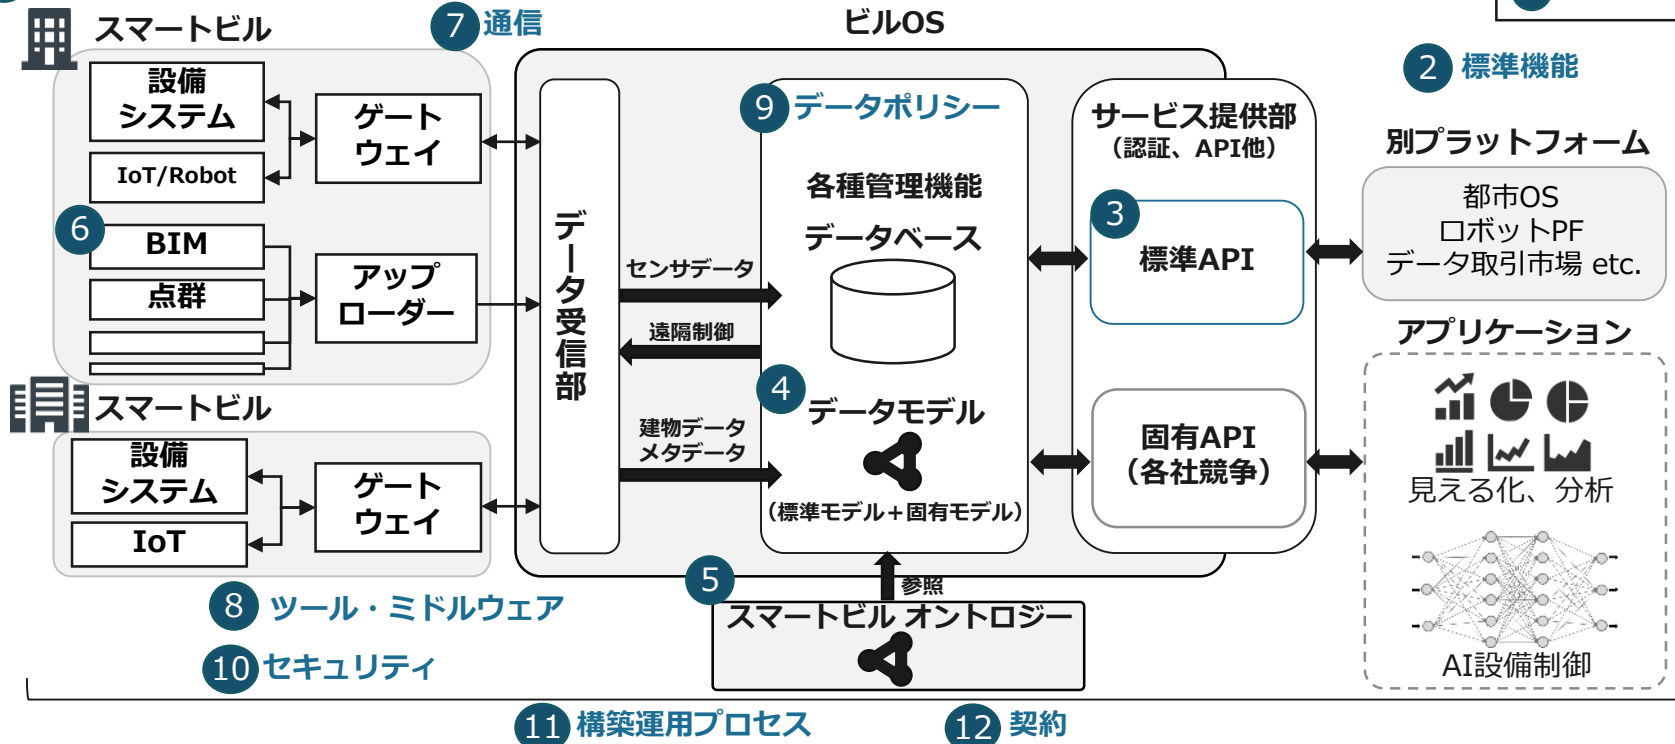 スマートビル
7 通信
ビルOS
2 標準機能
設備
システム
IoT/Robot
ゲート
ウェイ
6
BIM
点群
アップ
ローダー
スマートビル
設備
システム
IoT
ゲート
ウェイ
データ受信部
センサデータ
遠隔制御
建物データ
メタデータ
9 データポリシー
各種管理機能
データベース
4
データモデル
(標準モデル＋固有モデル)
サービス提供部
（認証、API他）
3
標準API
固有API
（各社競争）
別プラットフォーム
都市OS
ロボットPF
データ取引市場 etc.
アプリケーション
見える化、分析
AI設備制御
5
参照
スマートビル オントロジー
8 ツール・ミドルウェア
10 セキュリティ
11 構築運用プロセス
12 契約